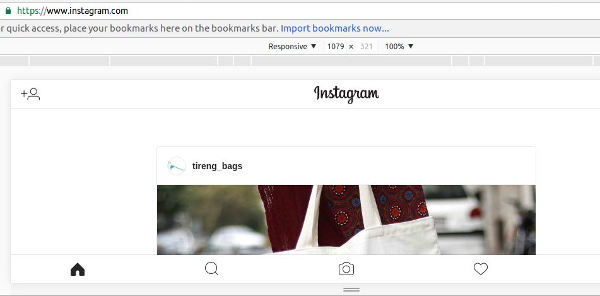 https://www.instagram.com
r quick access, place your bookmarks here on the bookmarks bar. Import bookmarks now...
Responsive ▼ 1079 × 321 100% ▼
Instagram
tireng_bags